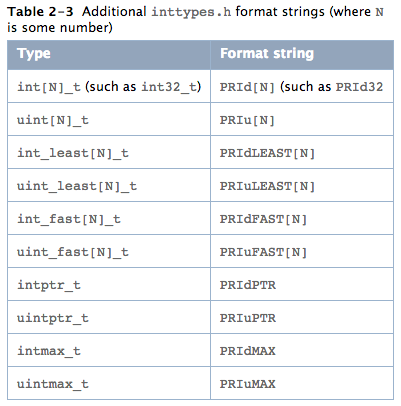 Table 2-3 Additional inttypes.h format strings (where N
is some number)
Type Format string
int[N]_t (such as int32_t) PRId[N] (such as PRId32
uint[N]_t PRIu[N]
int_least[N]_t PRIdLEAST[N]
uint_least[N]_t PRIuLEAST[N]
int_fast[N]_t PRIdFAST[N]
uint_fast[N]_t PRIuFAST[N]
intptr_t PRIdPTR
uintptr_t PRIuPTR
intmax_t PRIdMAX
uintmax_t PRIuMAX